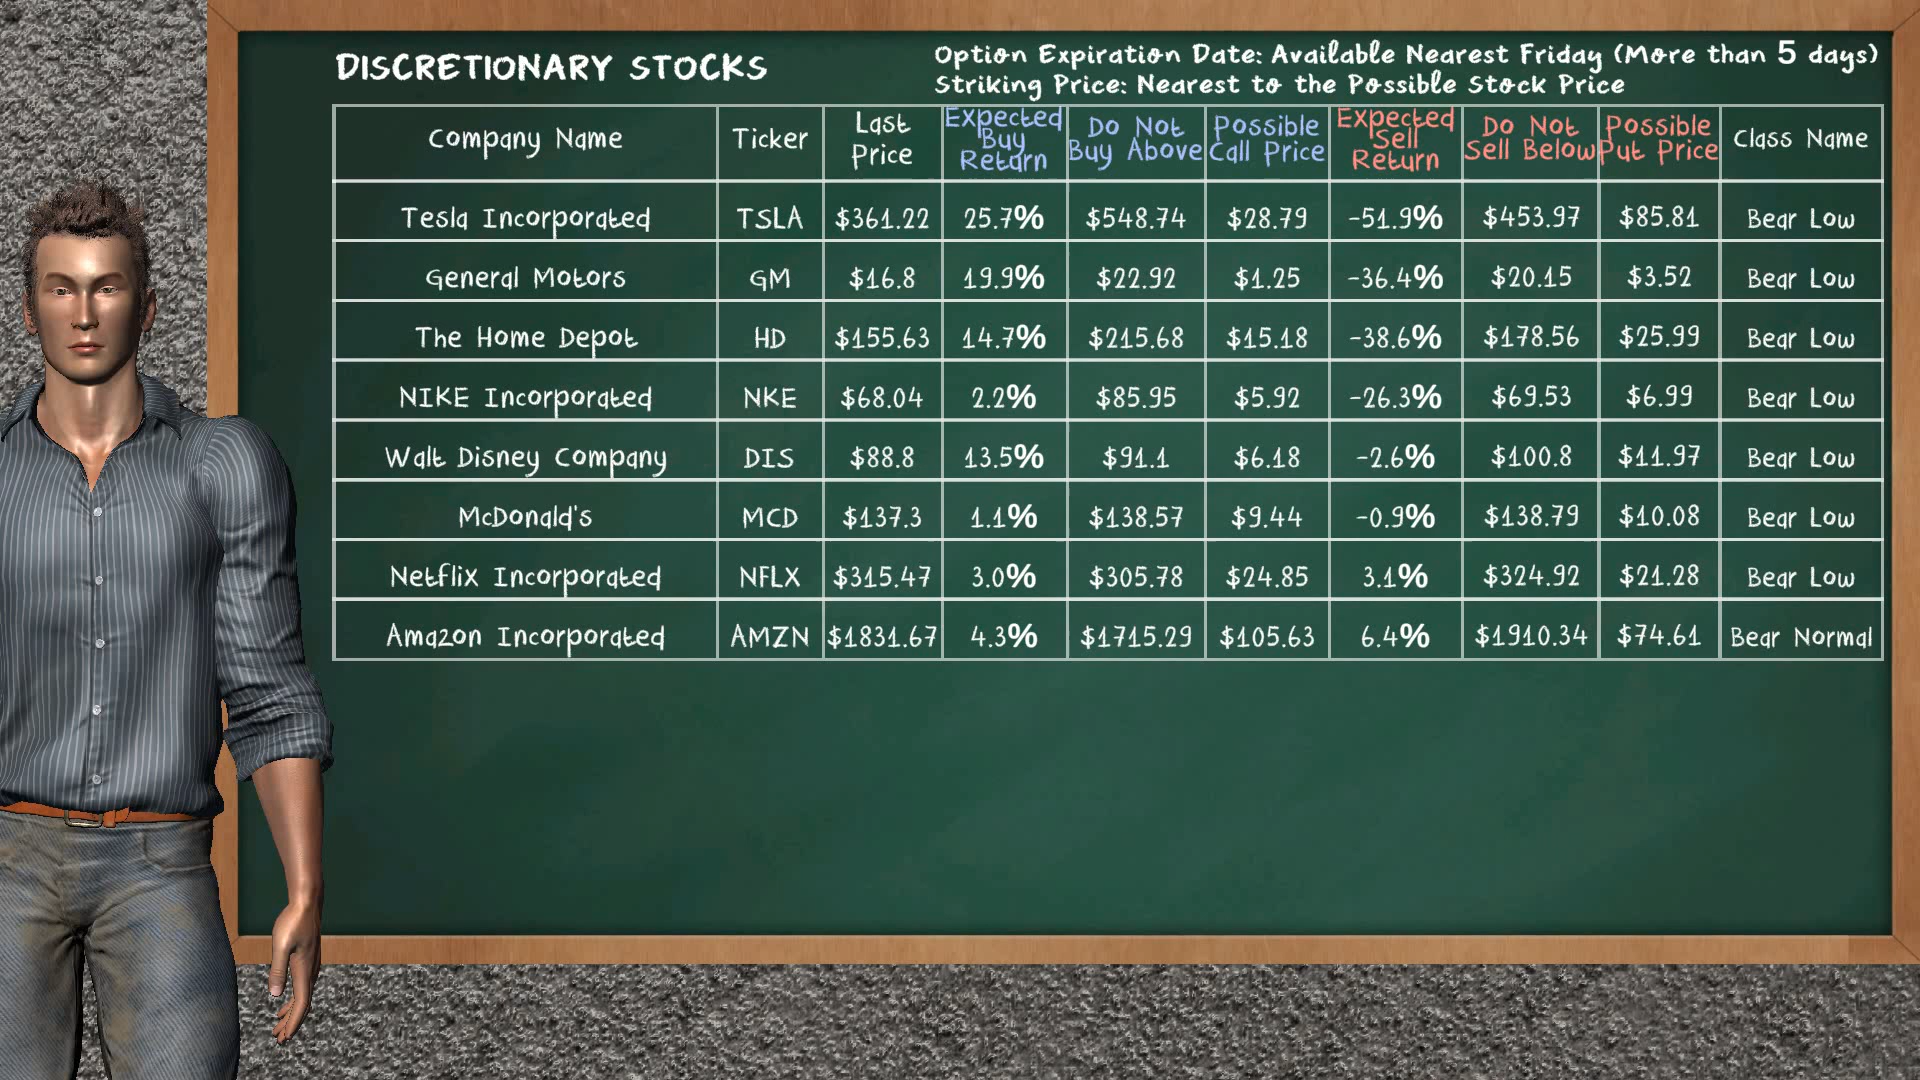 DISCRETIONARY STOCKS
Option Expiration Date: Available Nearest Friday (More than 5 days)
Striking Price: Nearest to the Possible Stock Price
Company Name Ticker Last Price Expected Buy Return Do Not Buy Above Possible Call Price Expected Sell Return Do Not Sell Below Possible Put Price Class Name
Tesla Incorporated TSLA $361.22 25.7% $548.74 $28.79 -51.9% $453.97 $85.81 Bear Low
General Motors GM $16.8 19.9% $22.92 $1.25 -36.4% $20.15 $3.52 Bear Low
The Home Depot HD $155.63 14.7% $215.68 $15.18 -38.6% $178.56 $25.99 Bear Low
NIKE Incorporated NKE $68.04 2.2% $85.95 $5.92 -26.3% $69.53 $6.99 Bear Low
Walt Disney Company DIS $88.8 13.5% $91.1 $6.18 -2.6% $100.8 $11.97 Bear Low
McDonald's MCD $137.3 1.1% $138.57 $9.44 -0.9% $138.79 $10.08 Bear Low
Netflix Incorporated NFLX $315.47 3.0% $305.78 $24.85 3.1% $324.92 $21.28 Bear Low
Amazon Incorporated AMZN $1831.67 4.3% $1715.29 $105.63 6.4% $1910.34 $74.61 Bear Normal